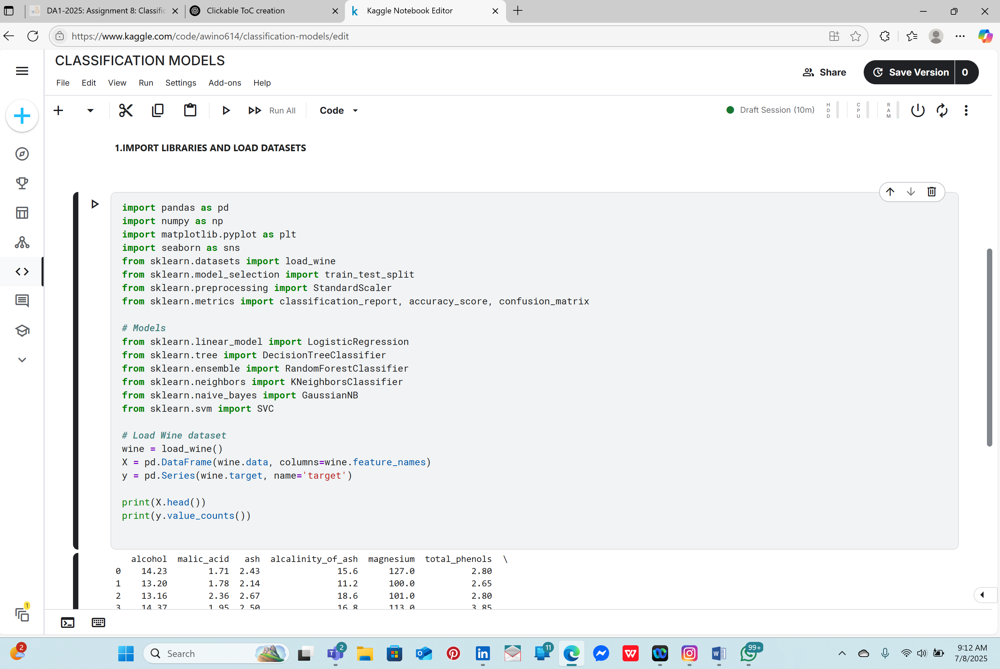 DA1-2025: Assignment 8: Classific
Clickable ToC creation
Kaggle Notebook Editor
https://www.kaggle.com/code/awino614/classification-models/edit
CLASSIFICATION MODELS
File Edit View Run Settings Add-ons Help
Share
Save Version 0
Run All
Code
Draft Session (10m)
HDD
CPU
RAM
1.IMPORT LIBRARIES AND LOAD DATASETS
import pandas as pd
import numpy as np
import matplotlib.pyplot as plt
import seaborn as sns
from sklearn.datasets import load_wine
from sklearn.model_selection import train_test_split
from sklearn.preprocessing import StandardScaler
from sklearn.metrics import classification_report, accuracy_score, confusion_matrix
# Models
from sklearn.linear_model import LogisticRegression
from sklearn.tree import DecisionTreeClassifier
from sklearn.ensemble import RandomForestClassifier
from sklearn.neighbors import KNeighborsClassifier
from sklearn.naive_bayes import GaussianNB
from sklearn.svm import SVC
# Load Wine dataset
wine = load_wine()
X = pd.DataFrame(wine.data, columns=wine.feature_names)
y = pd.Series(wine.target, name='target')
print(X.head())
print(y.value_counts())
alcohol malic_acid ash alcalinity_of_ash magnesium total_phenols \
0 14.23 1.71 2.43 15.6 127.0 2.80
1 13.20 1.78 2.14 11.2 100.0 2.65
2 13.16 2.36 2.67 18.6 101.0 2.80
3 14.37 1.95 2.50 16.8 113.0 3.85
1
2
Search
2
11
99+
9:12 AM
7/8/2025